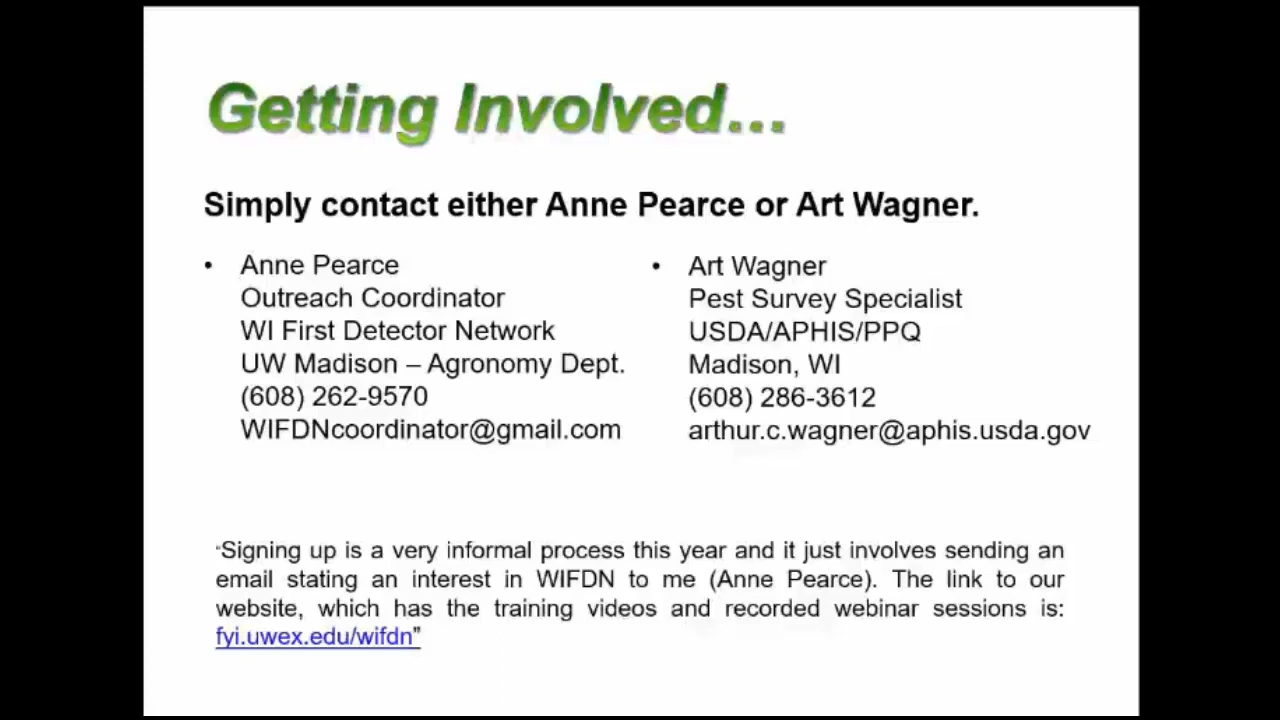 Getting Involved...
Simply contact either Anne Pearce or Art Wagner.
• Anne Pearce
Outreach Coordinator
WI First Detector Network
UW Madison – Agronomy Dept.
(608) 262-9570
WIFDNcoordinator@gmail.com
• Art Wagner
Pest Survey Specialist
USDA/APHIS/PPQ
Madison, WI
(608) 286-3612
arthur.c.wagner@aphis.usda.gov
"Signing up is a very informal process this year and it just involves sending an
email stating an interest in WIFDN to me (Anne Pearce). The link to our
website, which has the training videos and recorded webinar sessions is:
fyi.uwex.edu/wifdn"